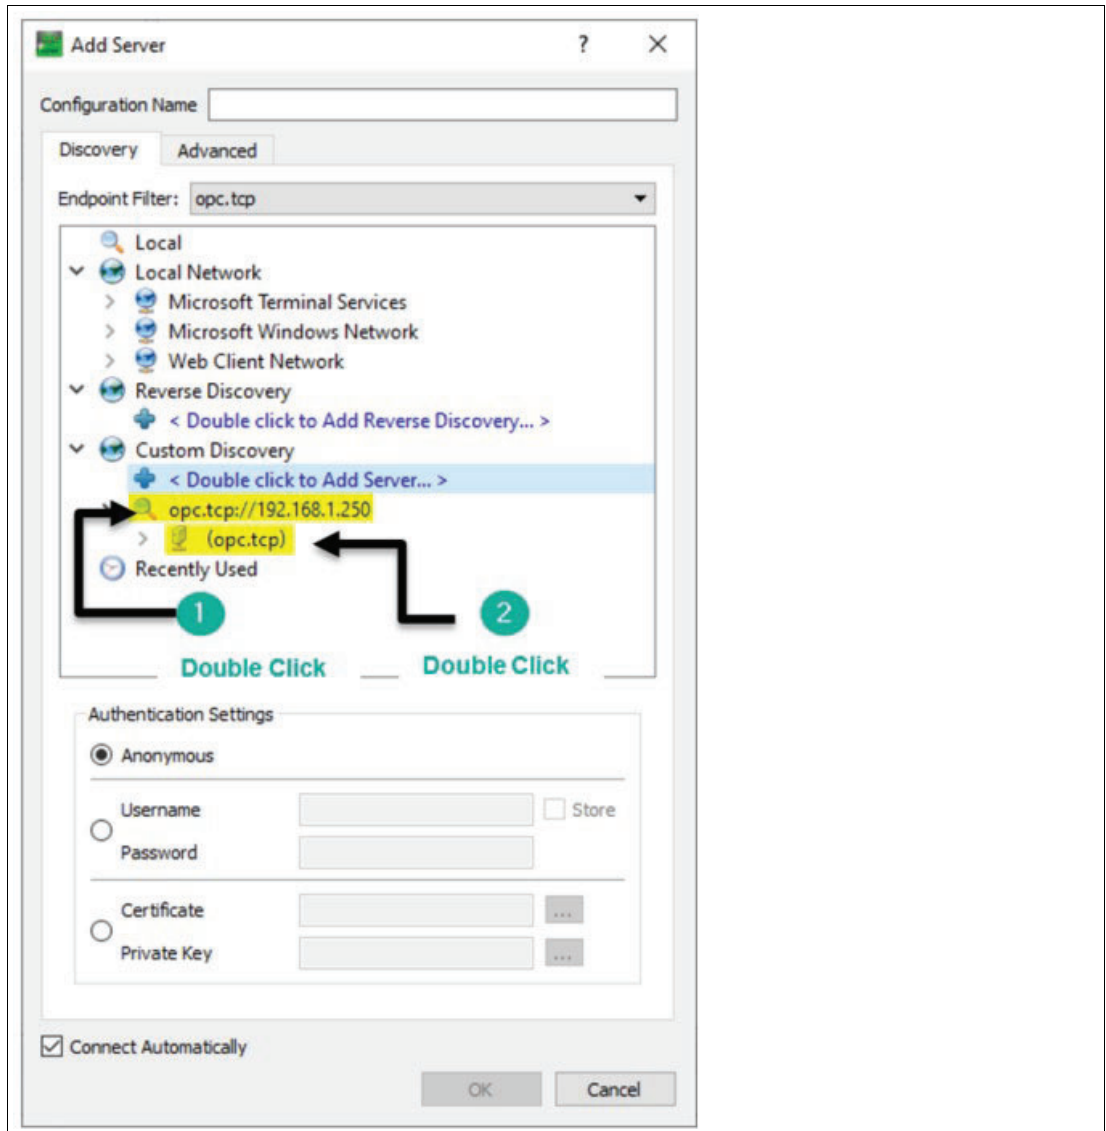 Add Server
?
Configuration Name
Discovery
Advanced
Endpoint Filter:
opc.tcp
Local
Local Network
Microsoft Terminal Services
Microsoft Windows Network
Web Client Network
Reverse Discovery
< Double click to Add Reverse Discovery... >
Custom Discovery
< Double click to Add Server... >
opc.tcp://192.168.1.250
(opc.tcp)
Recently Used
1
2
Double Click
Double Click
Authentication Settings
Anonymous
Username
Store
Password
Certificate
...
Private Key
...
Connect Automatically
OK
Cancel